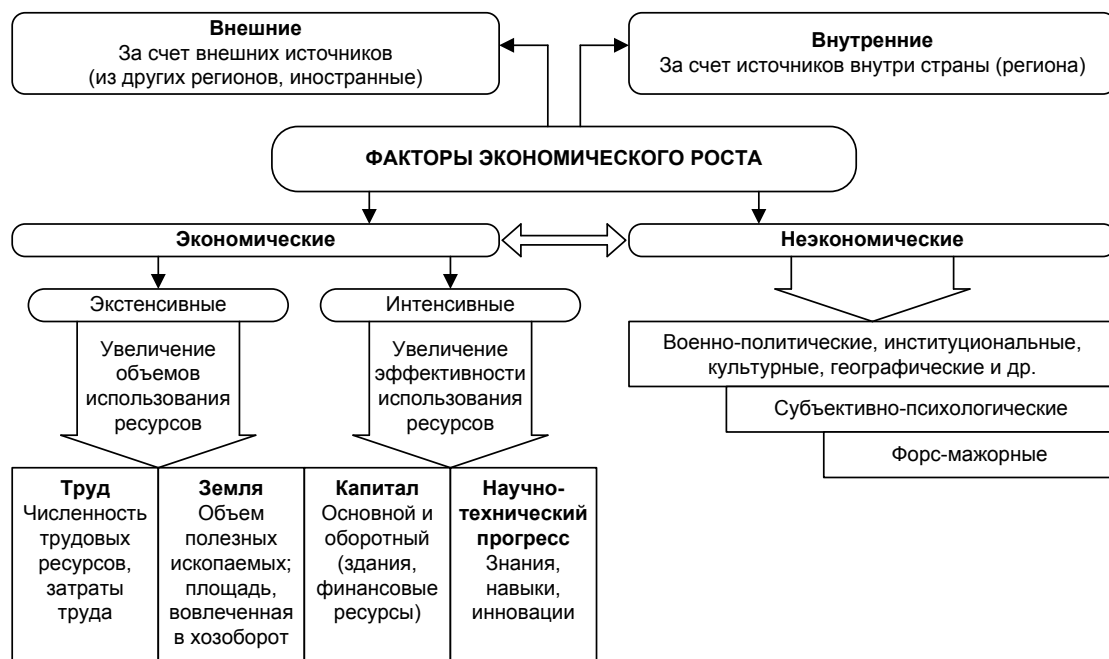 Внешние
За счет внешних источников
(из других регионов, иностранные)
Внутренние
За счет источников внутри страны (региона)
ФАКТОРЫ ЭКОНОМИЧЕСКОГО РОСТА
Экономические
Неэкономические
Экстенсивные
Интенсивные
Увеличение
объемов
использования
ресурсов
Увеличение
эффективности
использования
ресурсов
Военно-политические, институциональные,
культурные, географические и др.
Субъективно-психологические
Форс-мажорные
Труд
Численность
трудовых
ресурсов,
затраты
труда
Земля
Объем
полезных
ископаемых;
площадь,
вовлеченная
в хозоборот
Капитал
Основной и
оборотный
(здания,
финансовые
ресурсы)
Научно-
технический
прогресс
Знания,
навыки,
инновации